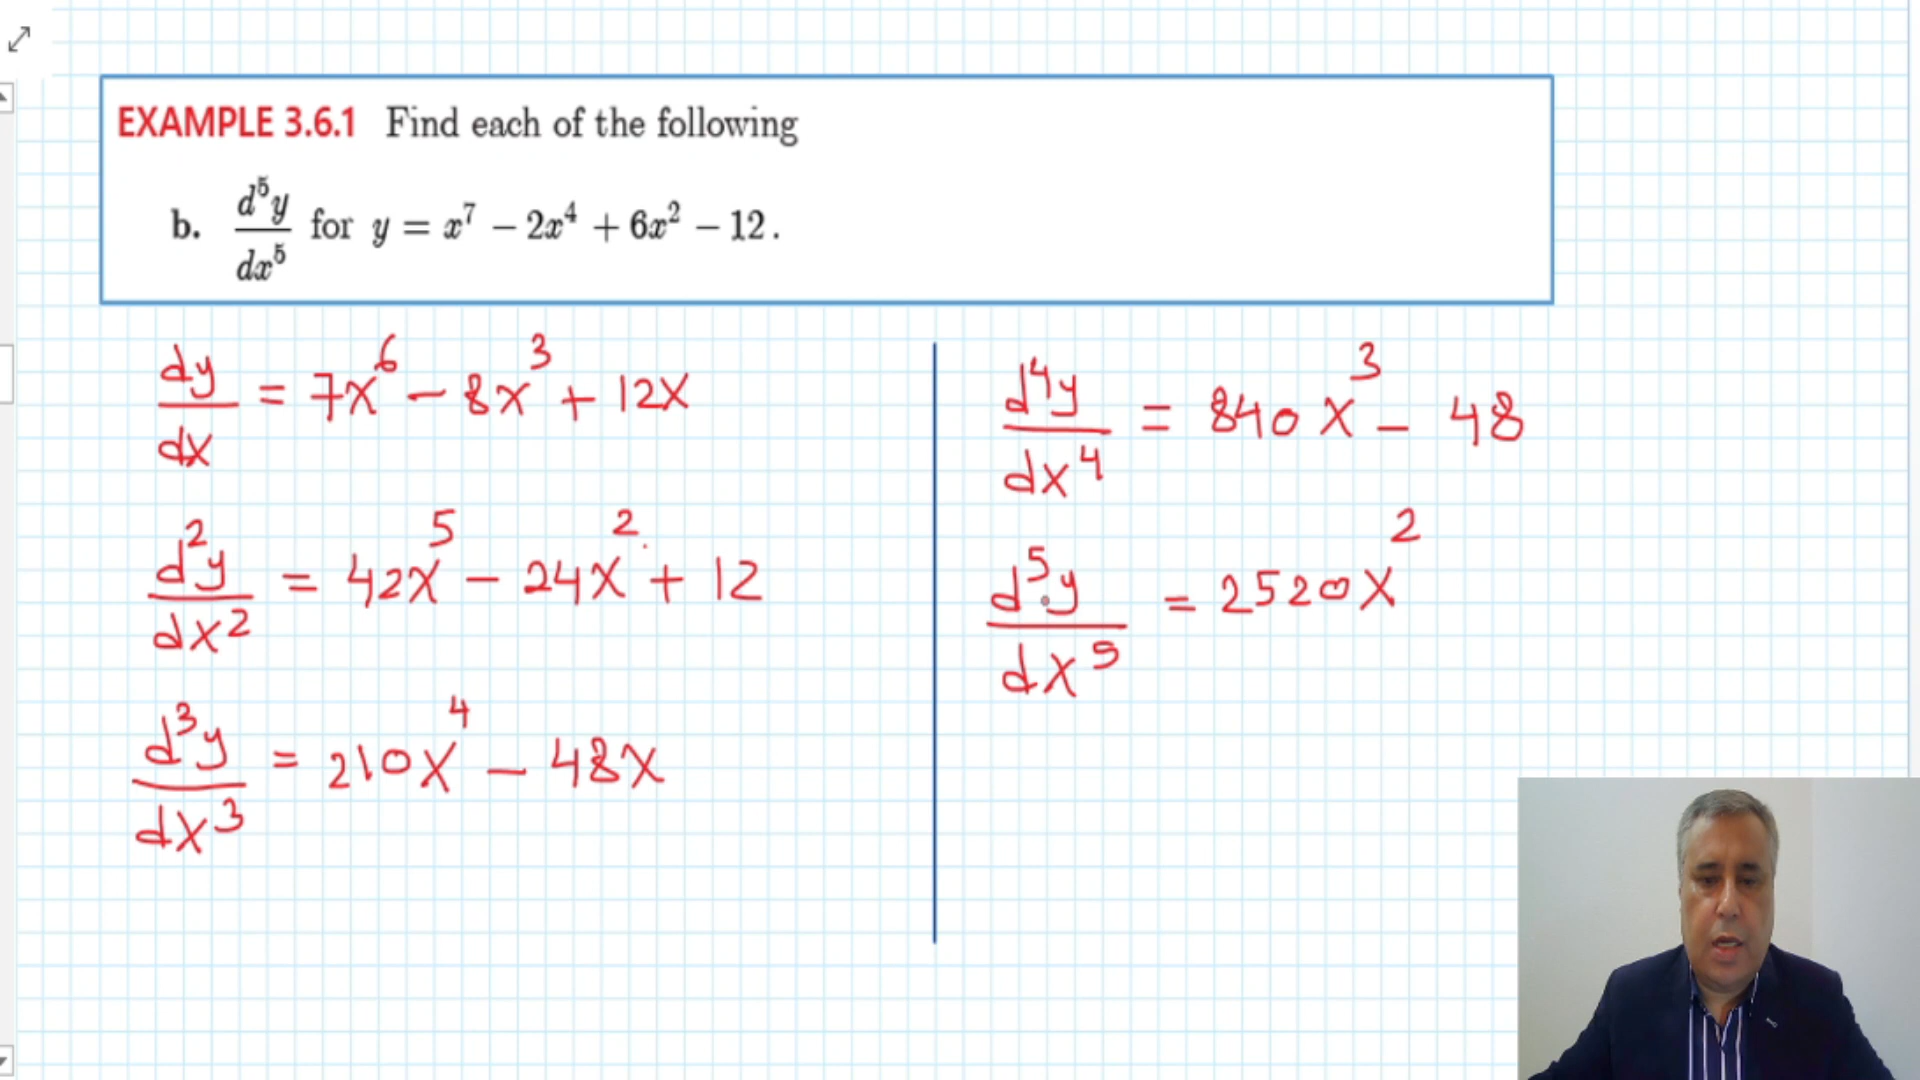 EXAMPLE 3.6.1 Find each of the following
b. d⁵y/dx⁵ for y = x⁷ − 2x⁴ + 6x² − 12.
dy/dx = 7x⁶ − 8x³ + 12x
d²y/dx² = 42x⁵ − 24x² + 12
d³y/dx³ = 210x⁴ − 48x
d⁴y/dx⁴ = 840x³ − 48
d⁵y/dx⁵ = 2520x²